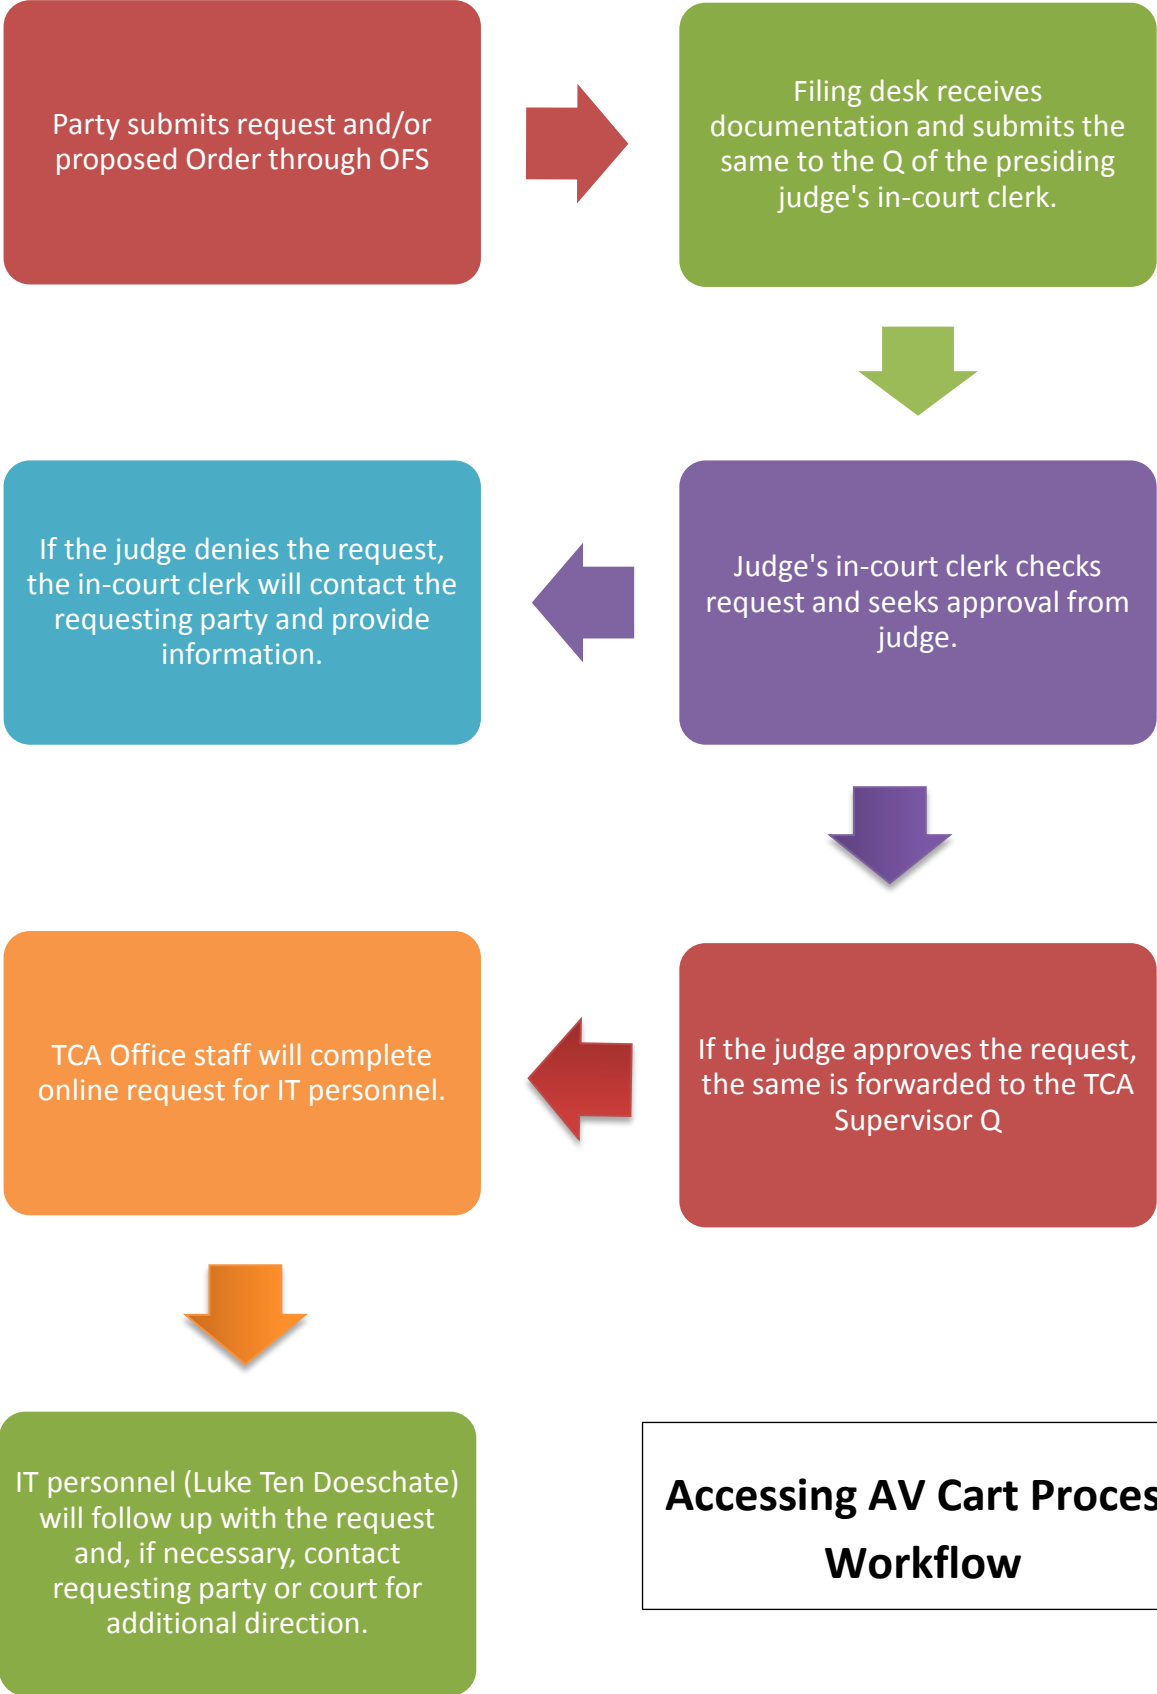 Party submits request and/or
proposed Order through OFS
Filing desk receives
documentation and submits the
same to the Q of the presiding
judge's in-court clerk.
Judge's in-court clerk checks
request and seeks approval from
judge.
If the judge denies the request,
the in-court clerk will contact the
requesting party and provide
information.
If the judge approves the request,
the same is forwarded to the TCA
Supervisor Q
TCA Office staff will complete
online request for IT personnel.
IT personnel (Luke Ten Doeschate)
will follow up with the request
and, if necessary, contact
requesting party or court for
additional direction.
Accessing AV Cart Proces
Workflow